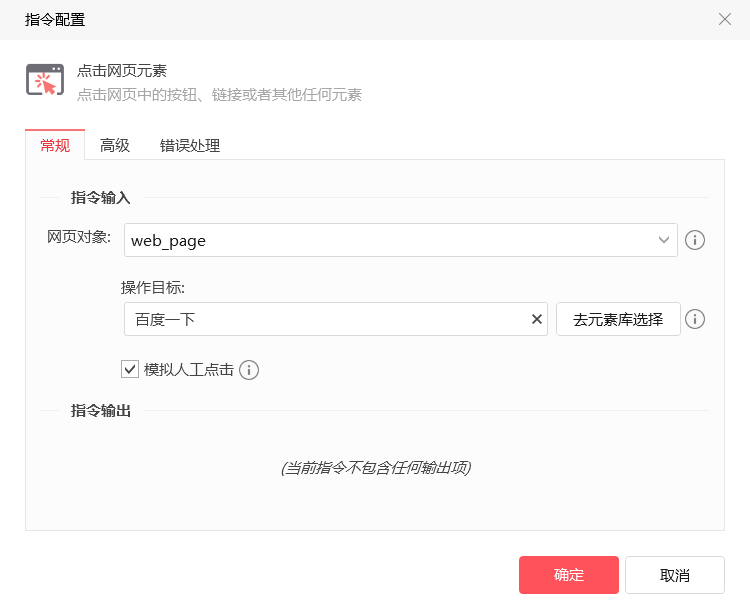 指令配置
点击网页元素
点击网页中的按钮、链接或者其他任何元素
常规 高级 错误处理
指令输入
网页对象: web_page
操作目标:
百度一下 去元素库选择
模拟人工点击
指令输出
(当前指令不包含任何输出项)
确定 取消